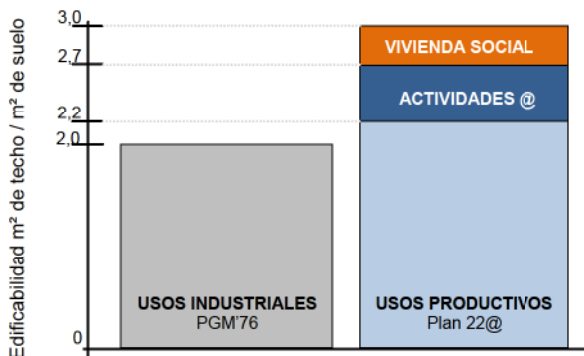 Edificabilidad m² de techo / m² de suelo
3,0
2,7
2,2
2,0
0
VIVIENDA SOCIAL
ACTIVIDADES @
USOS INDUSTRIALES
PGM'76
USOS PRODUCTIVOS
Plan 22@